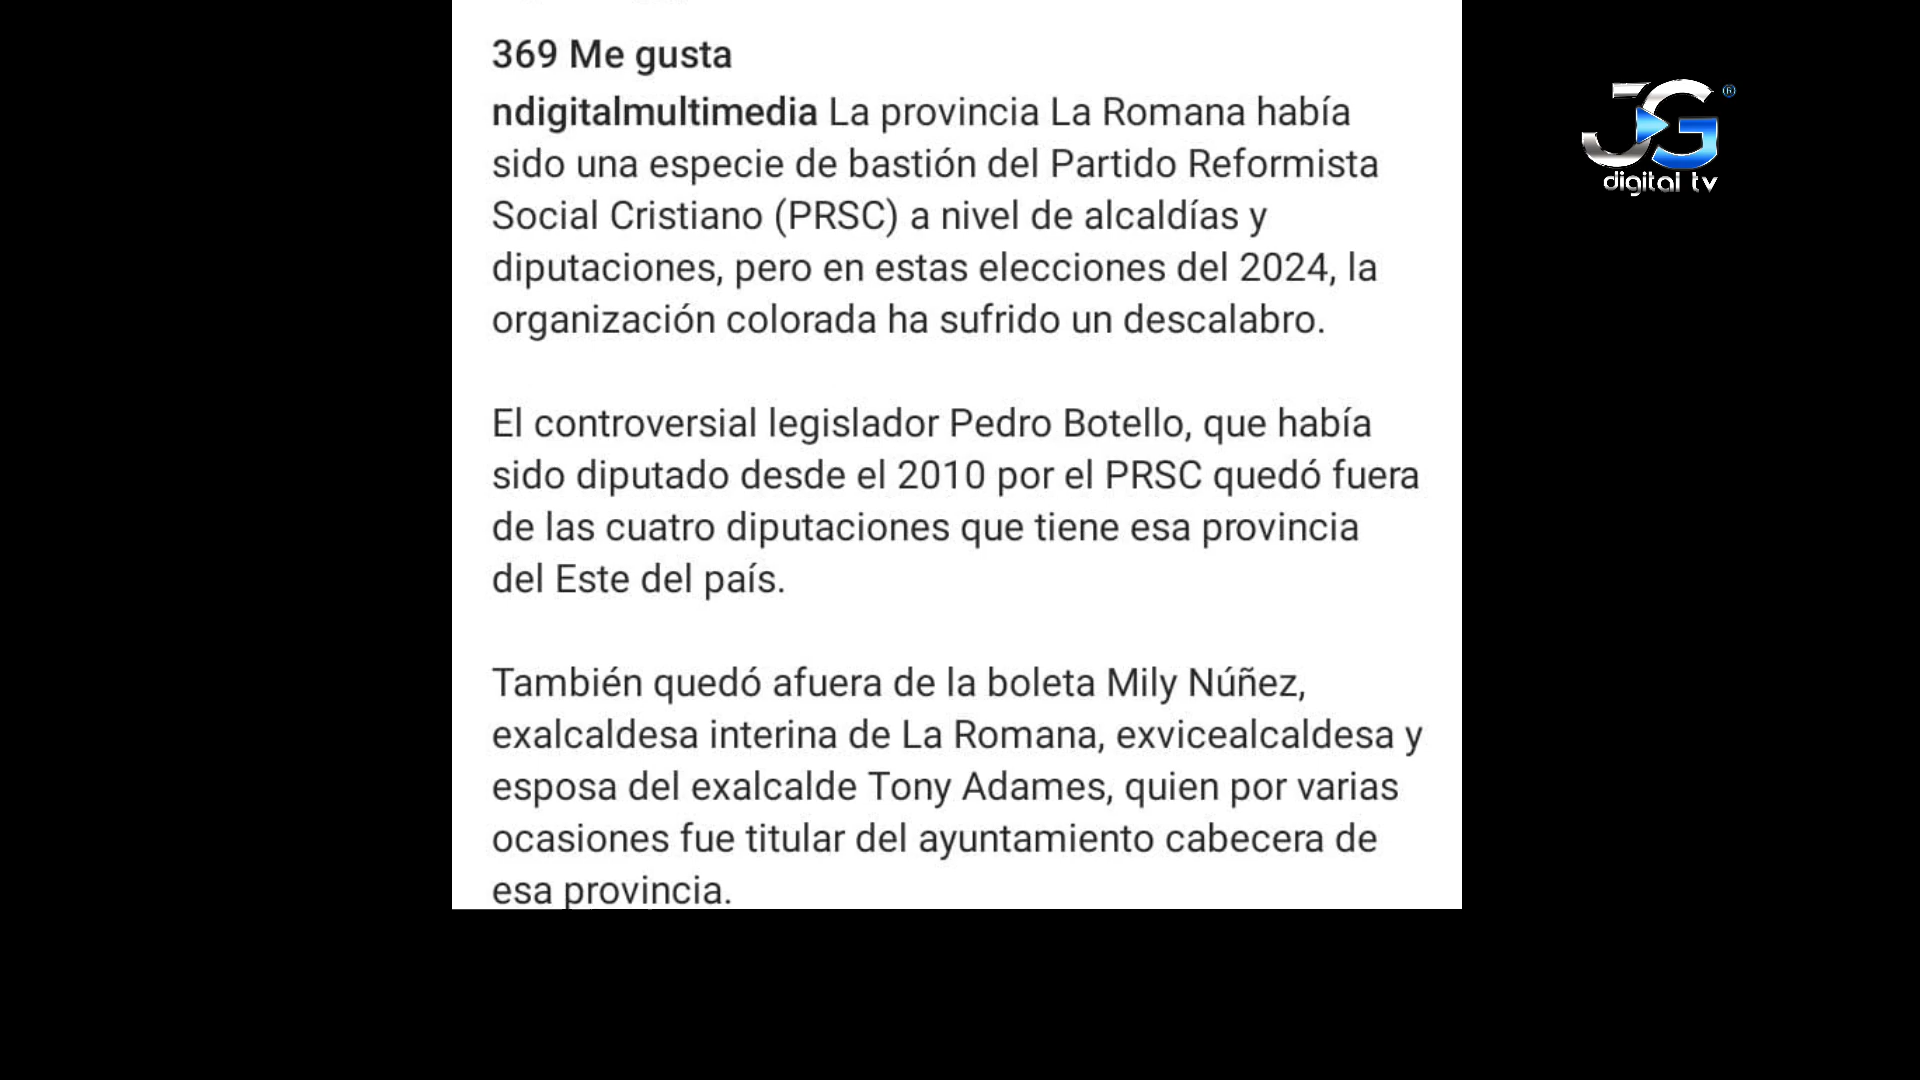 369 Me gusta
ndigitalmultimedia La provincia La Romana había
sido una especie de bastión del Partido Reformista
Social Cristiano (PRSC) a nivel de alcaldías y
diputaciones, pero en estas elecciones del 2024, la
organización colorada ha sufrido un descalabro.
El controversial legislador Pedro Botello, que había
sido diputado desde el 2010 por el PRSC quedó fuera
de las cuatro diputaciones que tiene esa provincia
del Este del país.
También quedó afuera de la boleta Mily Núñez,
exalcaldesa interina de La Romana, exvicealcaldesa y
esposa del exalcalde Tony Adames, quien por varias
ocasiones fue titular del ayuntamiento cabecera de
esa provincia.
JG ®
digital tv